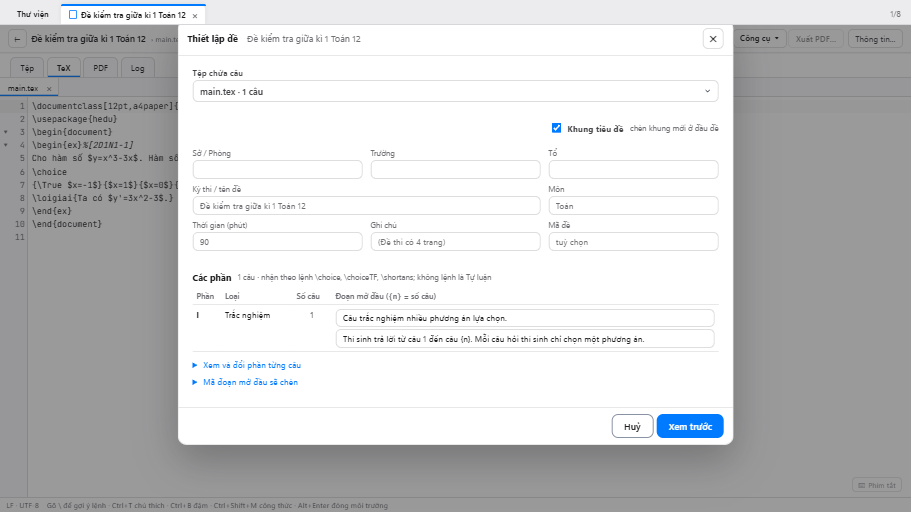 Thư viện
Đề kiểm tra giữa kì 1 Toán 12 ×
1/8
← Đề kiểm tra giữa kì 1 Toán 12 › main.t
Công cụ
Xuất PDF...
Thông tin...
Thiết lập đề Đề kiểm tra giữa kì 1 Toán 12
Tệp TeX PDF Log
main.tex ×
1 \documentclass[12pt,a4paper]{
2 \usepackage{hedu}
3 \begin{document}
4 \begin{ex}%[2D1N1-1]
5 Cho hàm số $y=x^3-3x$. Hàm số
6 \choice
7 {\True $x=-1$}{$x=1$}{$x=0$}{
8 \loigiai{Ta có $y'=3x^2-3$.}
9 \end{ex}
10 \end{document}
11
Tệp chứa câu
main.tex · 1 câu
Khung tiêu đề chèn khung mới ở đầu đề
Sở / Phòng Trường Tổ
Kỳ thi / tên đề Môn
Đề kiểm tra giữa kì 1 Toán 12 Toán
Thời gian (phút) Ghi chú Mã đề
90 (Đề thi có 4 trang) tuỳ chọn
Các phần 1 câu · nhận theo lệnh \choice, \choiceTF, \shortans; không lệnh là Tự luận
Phần Loại Số câu Đoạn mở đầu ({n} = số câu)
I Trắc nghiệm 1 Câu trắc nghiệm nhiều phương án lựa chọn.
Thí sinh trả lời từ câu 1 đến câu {n}. Mỗi câu hỏi thí sinh chỉ chọn một phương án.
Xem và đổi phần từng câu
Mã đoạn mở đầu sẽ chèn
Huỷ Xem trước
Phím tắt
LF · UTF 8 Gõ \ để gợi ý lệnh · Ctrl+T chú thích · Ctrl+B đậm · Ctrl+Shift+M công thức · Alt+Enter đóng môi trường